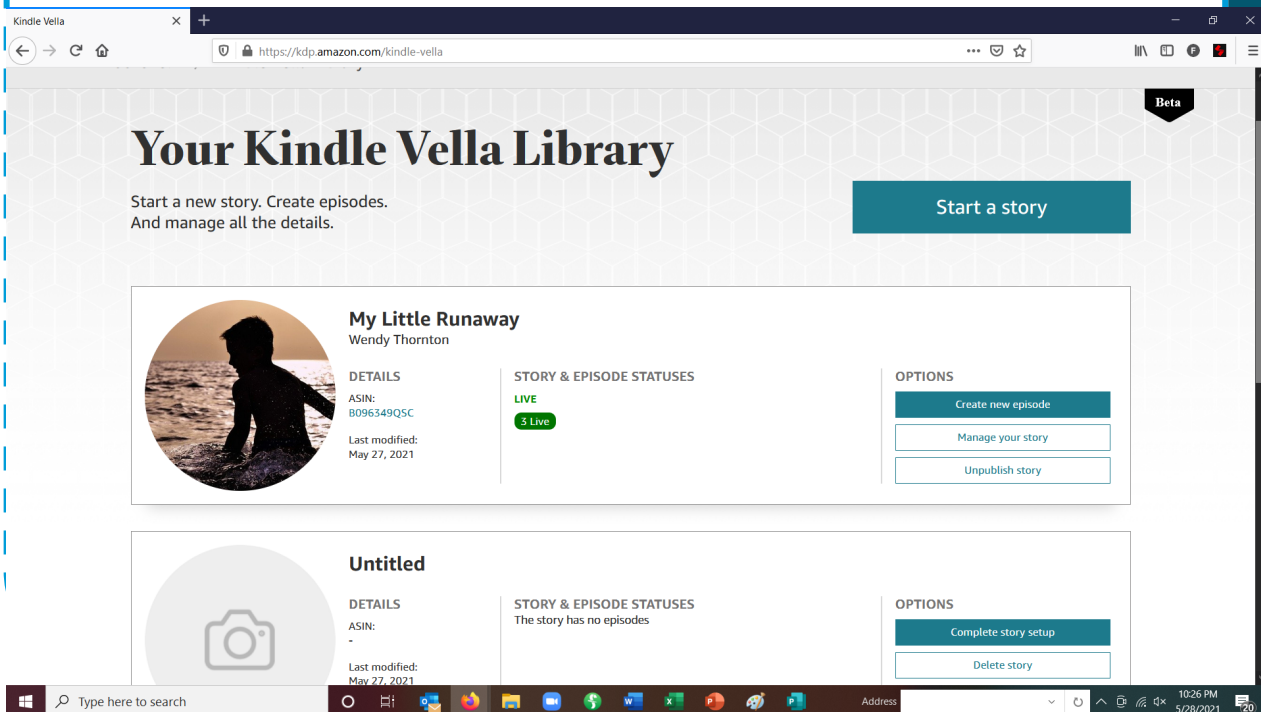 Kindle Vella
https://kdp.amazon.com/kindle-vella
Beta
Your Kindle Vella Library
Start a new story. Create episodes.
And manage all the details.
Start a story
My Little Runaway
Wendy Thornton
DETAILS
ASIN:
B096349QSC
Last modified:
May 27, 2021
STORY & EPISODE STATUSES
LIVE
3 Live
OPTIONS
Create new episode
Manage your story
Unpublish story
Untitled
DETAILS
ASIN:
-
Last modified:
May 27, 2021
STORY & EPISODE STATUSES
The story has no episodes
OPTIONS
Complete story setup
Delete story
Type here to search
Address
10:26 PM
5/28/2021
20